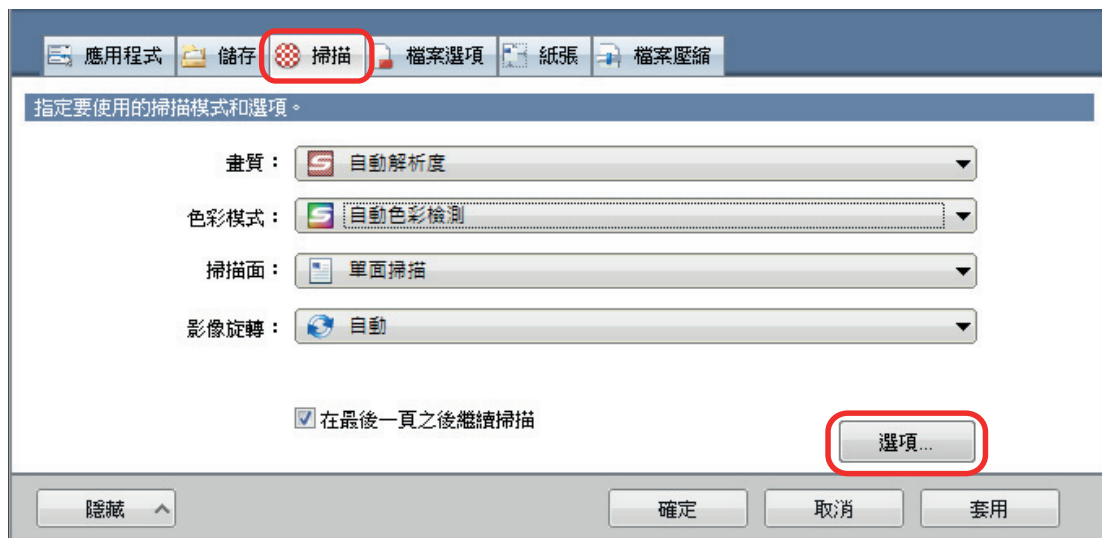 應用程式 儲存 掃描 檔案選項 紙張 檔案壓縮
指定要使用的掃描模式和選項。
畫質： 自動解析度
色彩模式： 自動色彩檢測
掃描面： 單面掃描
影像旋轉： 自動
在最後一頁之後繼續掃描
選項...
隱藏 確定 取消 套用